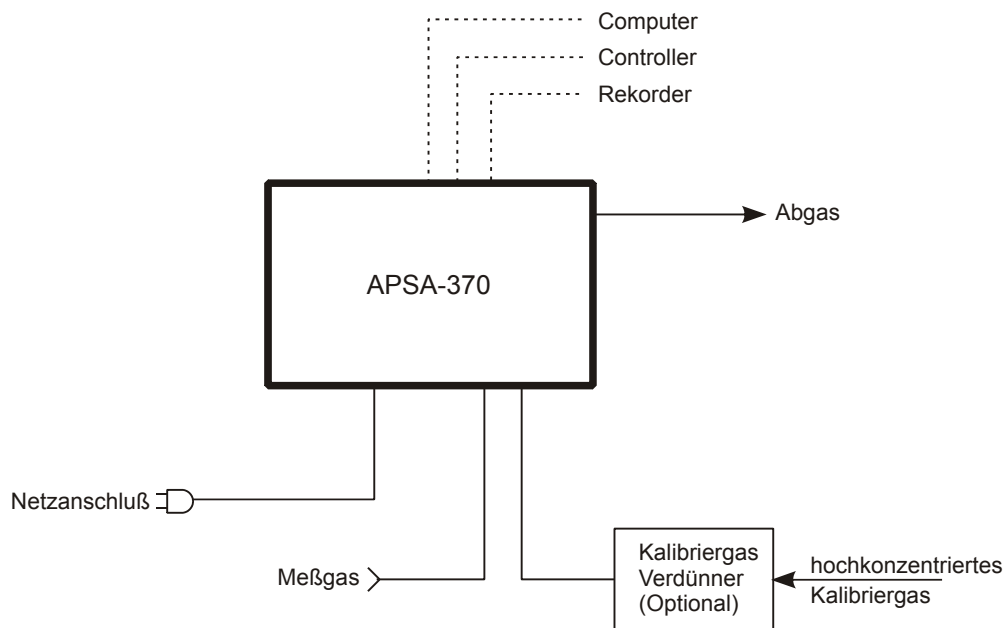 Computer
Controller
Rekorder
Abgas
APSA-370
Netzanschluß
Meßgas
Kalibriergas
Verdünner
(Optional)
hochkonzentriertes
Kalibriergas